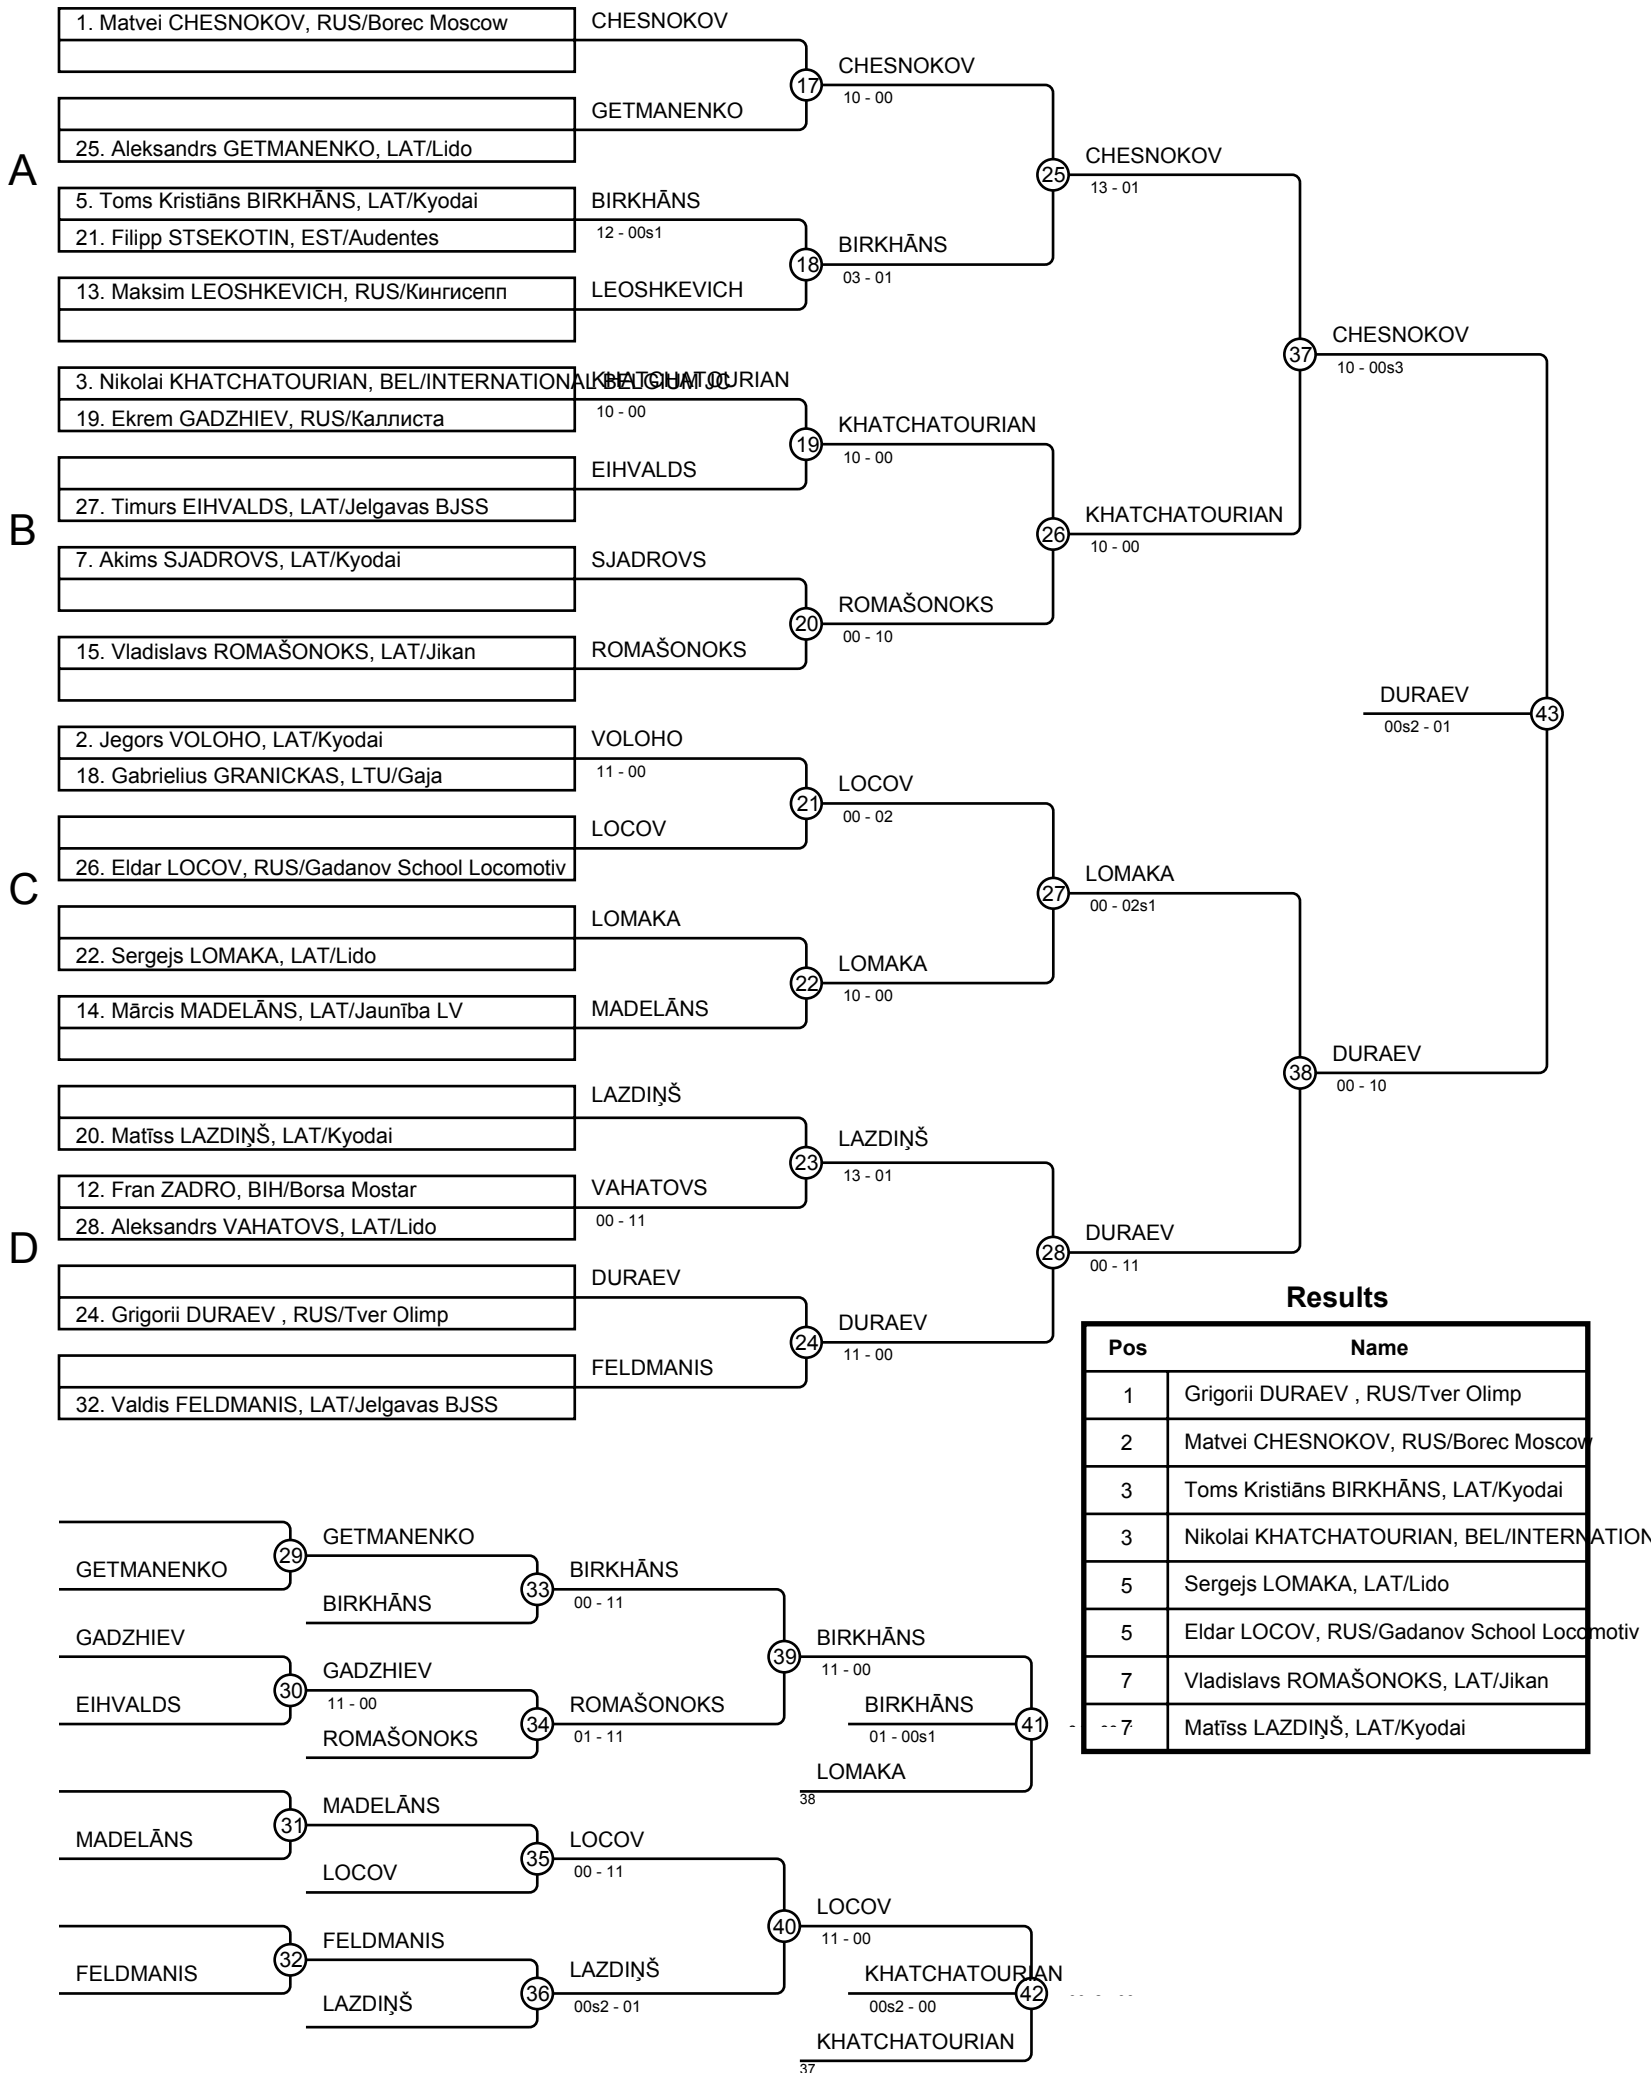 1. Matvei CHESNOKOV, RUS/Borec Moscow
CHESNOKOV
17
CHESNOKOV
10 - 00
GETMANENKO
25. Aleksandrs GETMANENKO, LAT/Lido
A
25
CHESNOKOV
13 - 01
5. Toms Kristiāns BIRKHĀNS, LAT/Kyodai
BIRKHĀNS
21. Filipp STSEKOTIN, EST/Audentes
12 - 00s1
18
BIRKHĀNS
03 - 01
13. Maksim LEOSHKEVICH, RUS/Кингисепп
LEOSHKEVICH
37
CHESNOKOV
10 - 00s3
3. Nikolai KHATCHATOURIAN, BEL/INTERNATIONAL BELGIUM JC
KHATCHATOURIAN
19. Ekrem GADZHIEV, RUS/Каллиста
10 - 00
19
KHATCHATOURIAN
10 - 00
EIHVALDS
27. Timurs EIHVALDS, LAT/Jelgavas BJSS
B
26
KHATCHATOURIAN
10 - 00
7. Akims SJADROVS, LAT/Kyodai
SJADROVS
20
ROMAŠONOKS
00 - 10
15. Vladislavs ROMAŠONOKS, LAT/Jikan
ROMAŠONOKS
DURAEV
00s2 - 01
43
2. Jegors VOLOHO, LAT/Kyodai
VOLOHO
18. Gabrielius GRANICKAS, LTU/Gaja
11 - 00
21
LOCOV
00 - 02
LOCOV
26. Eldar LOCOV, RUS/Gadanov School Locomotiv
C
27
LOMAKA
00 - 02s1
LOMAKA
22. Sergejs LOMAKA, LAT/Lido
22
LOMAKA
10 - 00
14. Mārcis MADELĀNS, LAT/Jaunība LV
MADELĀNS
38
DURAEV
00 - 10
LAZDIŅŠ
20. Matīss LAZDIŅŠ, LAT/Kyodai
23
LAZDIŅŠ
13 - 01
12. Fran ZADRO, BIH/Borsa Mostar
VAHATOVS
28. Aleksandrs VAHATOVS, LAT/Lido
00 - 11
D
28
DURAEV
00 - 11
DURAEV
24. Grigorii DURAEV , RUS/Tver Olimp
24
DURAEV
11 - 00
FELDMANIS
32. Valdis FELDMANIS, LAT/Jelgavas BJSS
Results
Pos Name
1 Grigorii DURAEV , RUS/Tver Olimp
2 Matvei CHESNOKOV, RUS/Borec Moscow
3 Toms Kristiāns BIRKHĀNS, LAT/Kyodai
3 Nikolai KHATCHATOURIAN, BEL/INTERNATION
5 Sergejs LOMAKA, LAT/Lido
5 Eldar LOCOV, RUS/Gadanov School Locomotiv
7 Vladislavs ROMAŠONOKS, LAT/Jikan
7 Matīss LAZDIŅŠ, LAT/Kyodai
GETMANENKO
29
GETMANENKO
BIRKHĀNS
33
BIRKHĀNS
00 - 11
GADZHIEV
EIHVALDS
30
GADZHIEV
11 - 00
ROMAŠONOKS
34
ROMAŠONOKS
01 - 11
39
BIRKHĀNS
11 - 00
BIRKHĀNS
01 - 00s1
41
LOMAKA
38
MADELĀNS
31
MADELĀNS
LOCOV
35
LOCOV
00 - 11
FELDMANIS
32
FELDMANIS
LAZDIŅŠ
36
LAZDIŅŠ
00s2 - 01
40
LOCOV
11 - 00
KHATCHATOURIAN
00s2 - 00
42
KHATCHATOURIAN
37